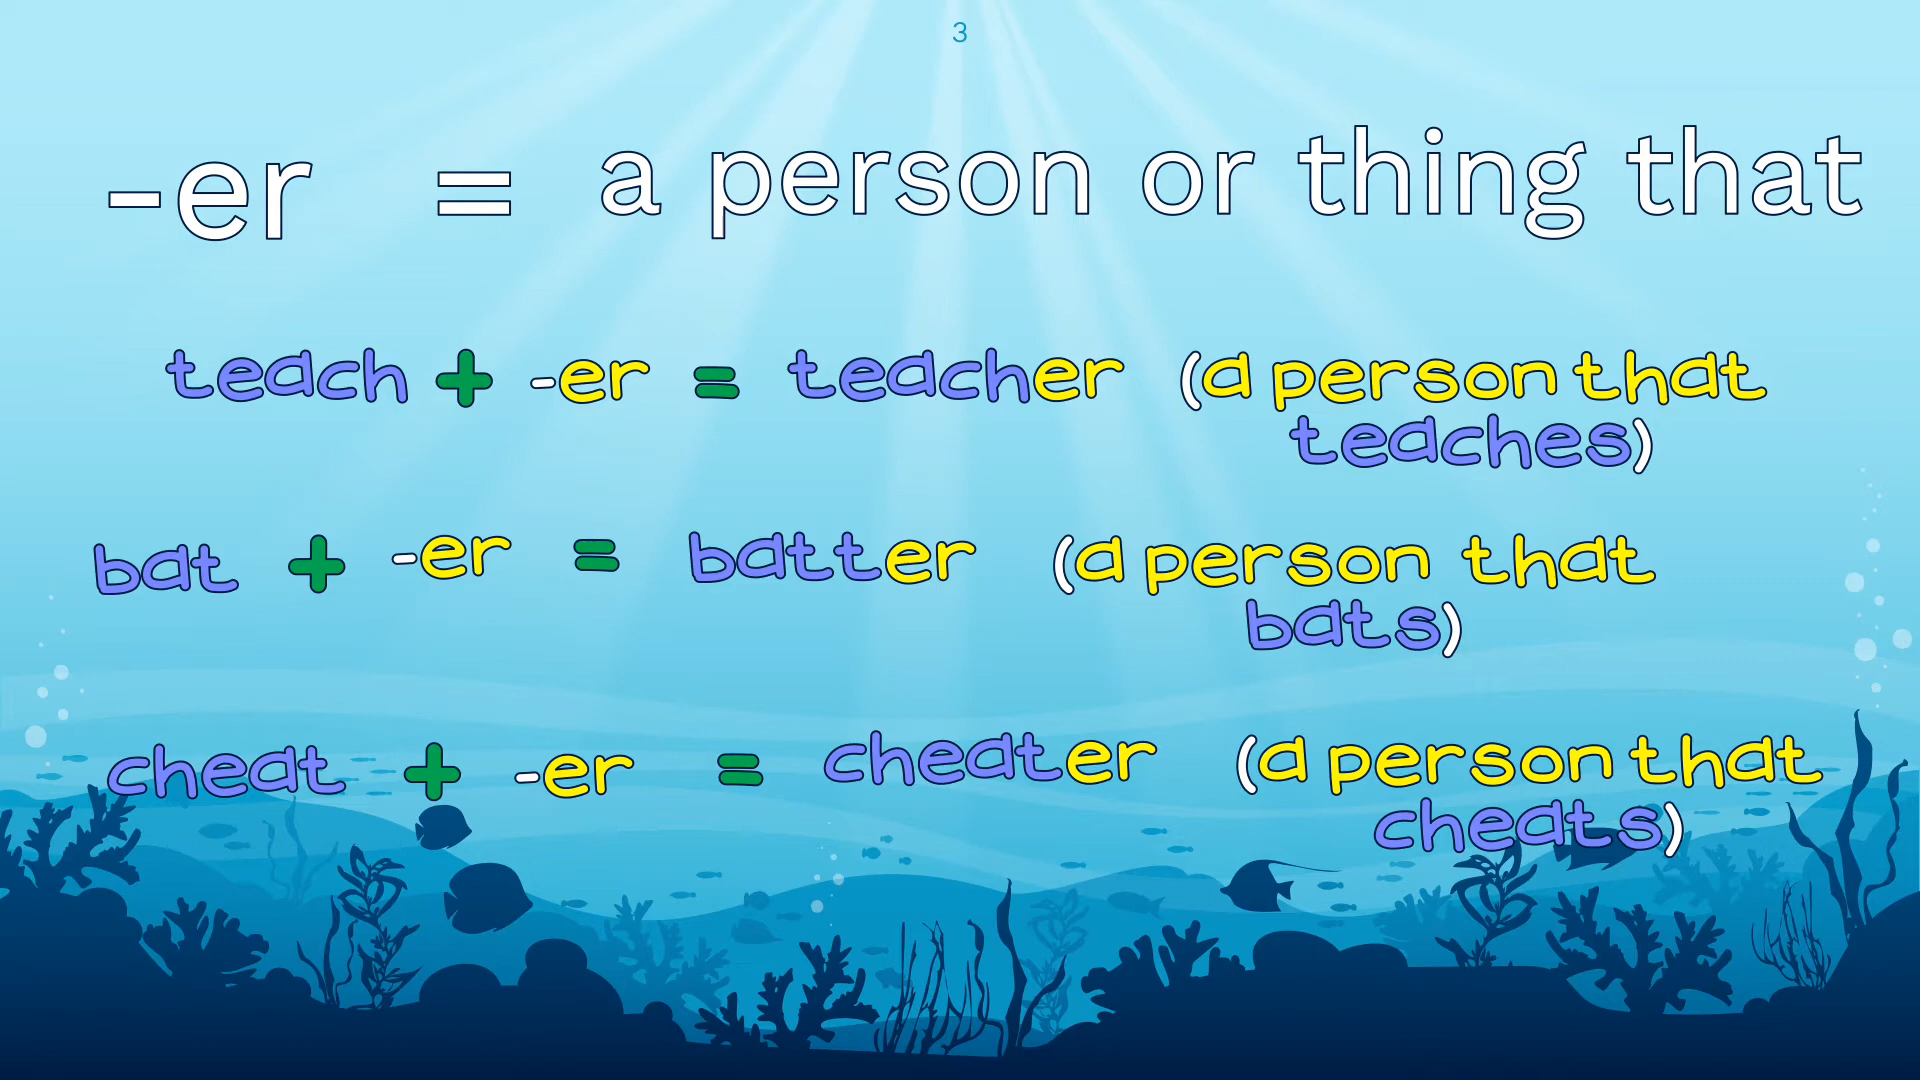 3
-er = a person or thing that
teach + -er = teacher (a person that
teaches)
bat + -er = batter (a person that
bats)
cheat + -er = cheater (a person that
cheats)